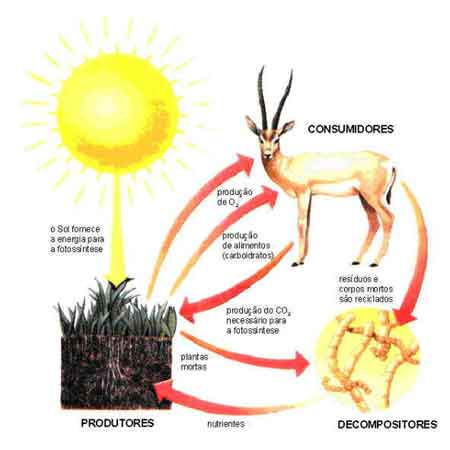 CONSUMIDORES
produção
de O₂
o Sol fornece
a energia para
a fotossíntese
produção
de alimentos
(carboidratos)
resíduos e
corpos mortos
são reciclados
produção do CO₂
necessário para
a fotossíntese
plantas
mortas
PRODUTORES
nutrientes
DECOMPOSITORES